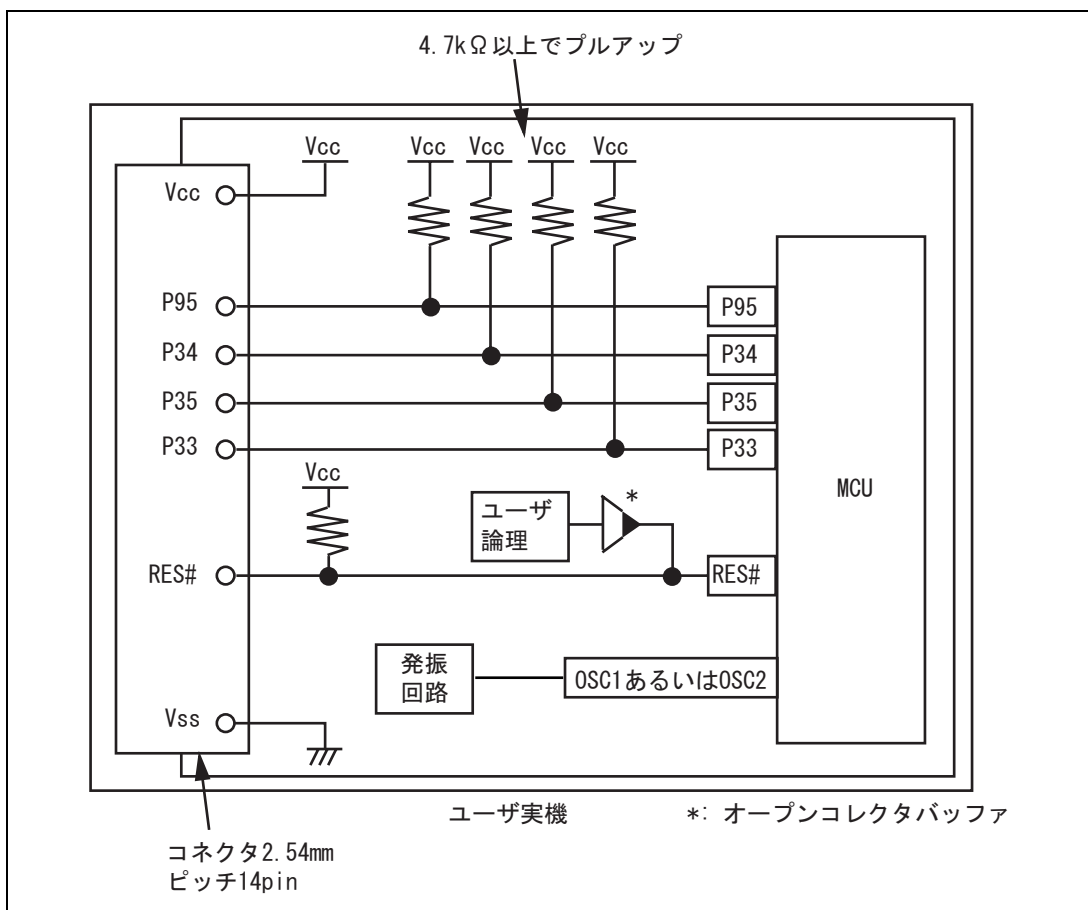 4.7kΩ以上でプルアップ
Vcc
Vcc Vcc Vcc Vcc
Vcc
P95
P95
P34
P34
P35
P35
P33
P33
MCU
Vcc
*
ユーザ
論理
RES#
RES#
発振
回路
OSC1あるいはOSC2
Vss
ユーザ実機
*: オープンコレクタバッファ
コネクタ2.54mm
ピッチ14pin